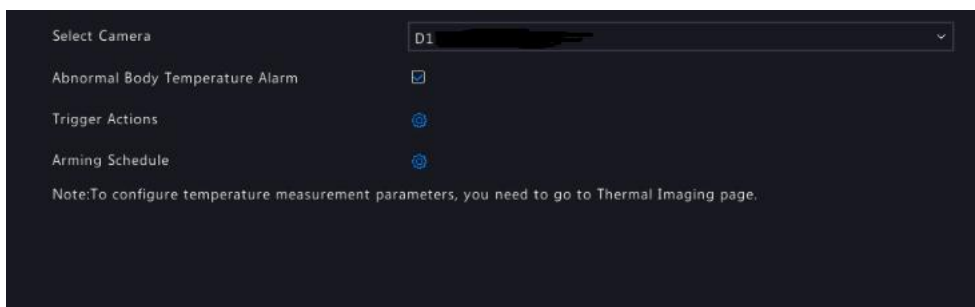 Select Camera D1
Abnormal Body Temperature Alarm
Trigger Actions
Arming Schedule
Note:To configure temperature measurement parameters, you need to go to Thermal Imaging page.